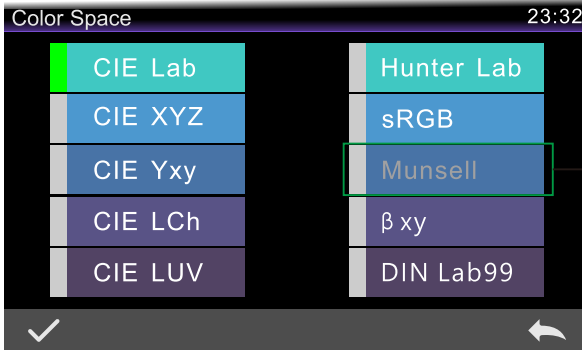 Color Space 23:32
CIE Lab Hunter Lab
CIE XYZ sRGB
CIE Yxy Munsell
CIE LCh β xy
CIE LUV DIN Lab99